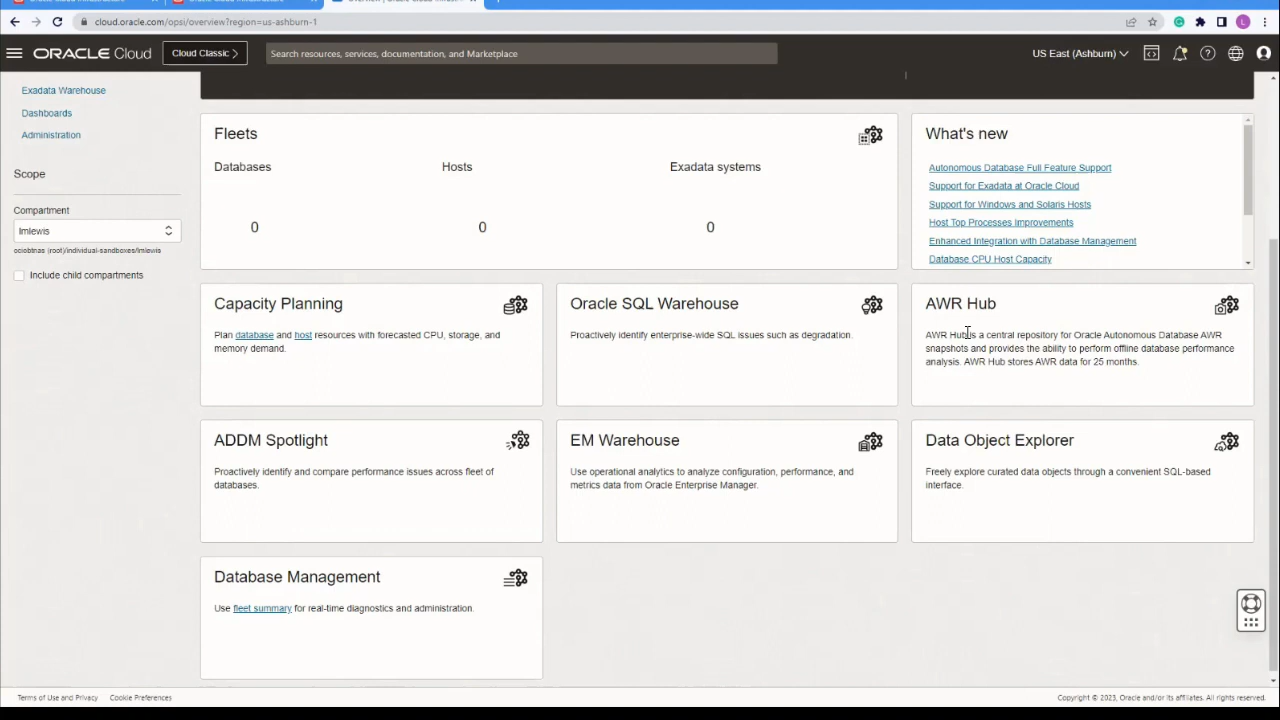 cloud.oracle.com/opsi/overview?region=us-ashburn-1
L
ORACLE Cloud
Cloud Classic
Search resources, services, documentation, and Marketplace
US East (Ashburn)
Exadata Warehouse
Dashboards
Administration
Scope
Compartment
lmlewis
ociobtnas (root)/individual-sandboxes/lmlewis
Include child compartments
Fleets
Databases
Hosts
Exadata systems
0
0
0
What's new
Autonomous Database Full Feature Support
Support for Exadata at Oracle Cloud
Support for Windows and Solaris Hosts
Host Top Processes Improvements
Enhanced Integration with Database Management
Database CPU Host Capacity
Capacity Planning
Plan database and host resources with forecasted CPU, storage, and
memory demand.
Oracle SQL Warehouse
Proactively identify enterprise-wide SQL issues such as degradation.
AWR Hub
AWR Hub is a central repository for Oracle Autonomous Database AWR
snapshots and provides the ability to perform offline database performance
analysis. AWR Hub stores AWR data for 25 months.
ADDM Spotlight
Proactively identify and compare performance issues across fleet of
databases.
EM Warehouse
Use operational analytics to analyze configuration, performance, and
metrics data from Oracle Enterprise Manager.
Data Object Explorer
Freely explore curated data objects through a convenient SQL-based
interface.
Database Management
Use fleet summary for real-time diagnostics and administration.
Terms of Use and Privacy
Cookie Preferences
Copyright © 2023, Oracle and/or its affiliates. All rights reserved.